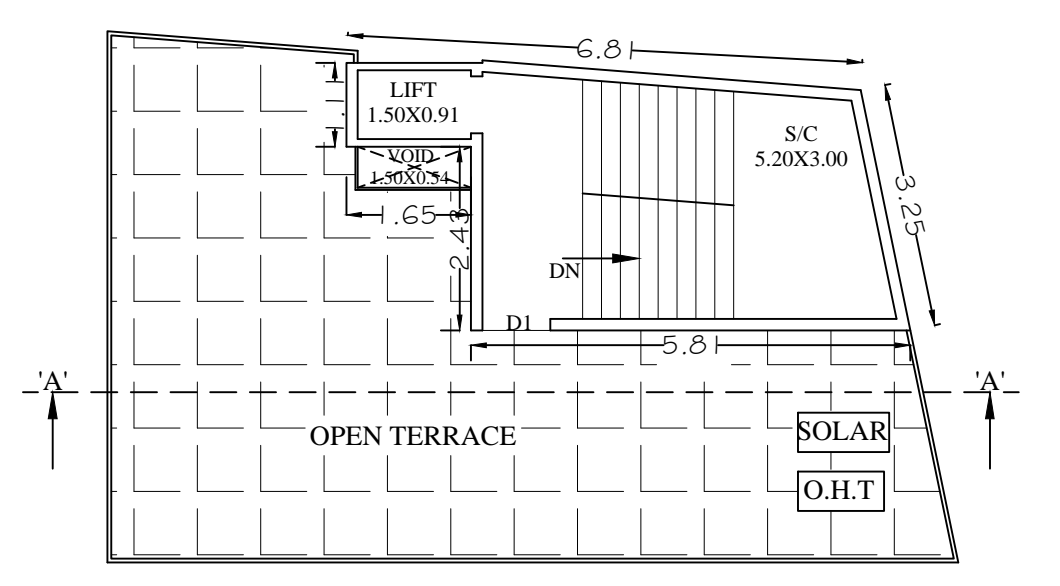 6.81
LIFT
1.50X0.91
S/C
5.20X3.00
VOID
1.50X0.54
1.65
2.43
3.25
DN
D1
5.81
'A'
'A'
OPEN TERRACE
SOLAR
O.H.T